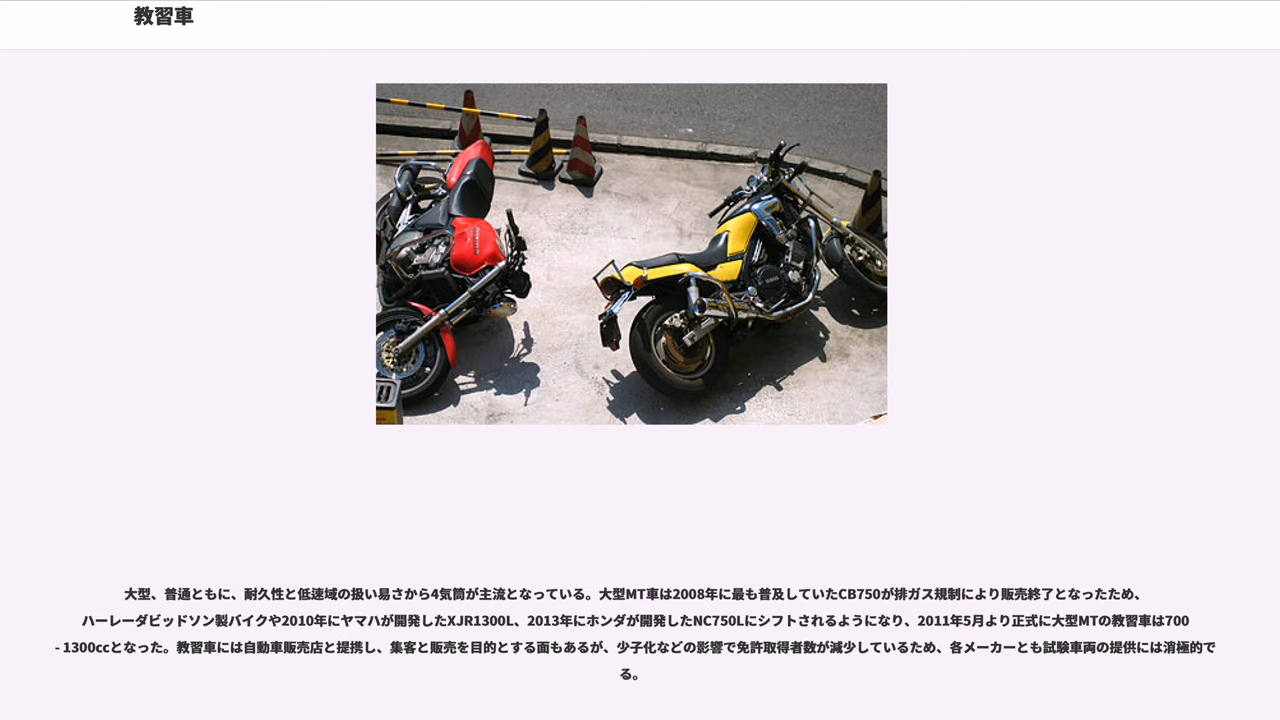 教習車
大型、普通ともに、耐久性と低速域の扱い易さから4気筒が主流となっている。大型MT車は2008年に最も普及していたCB750が排ガス規制により販売終了となったため、
ハーレーダビッドソン製バイクや2010年にヤマハが開発したXJR1300L、2013年にホンダが開発したNC750Lにシフトされるようになり、2011年5月より正式に大型MTの教習車は700
- 1300ccとなった。教習車には自動車販売店と提携し、集客と販売を目的とする面もあるが、少子化などの影響で免許取得者数が減少しているため、各メーカーとも試験車両の提供には消極的で
る。